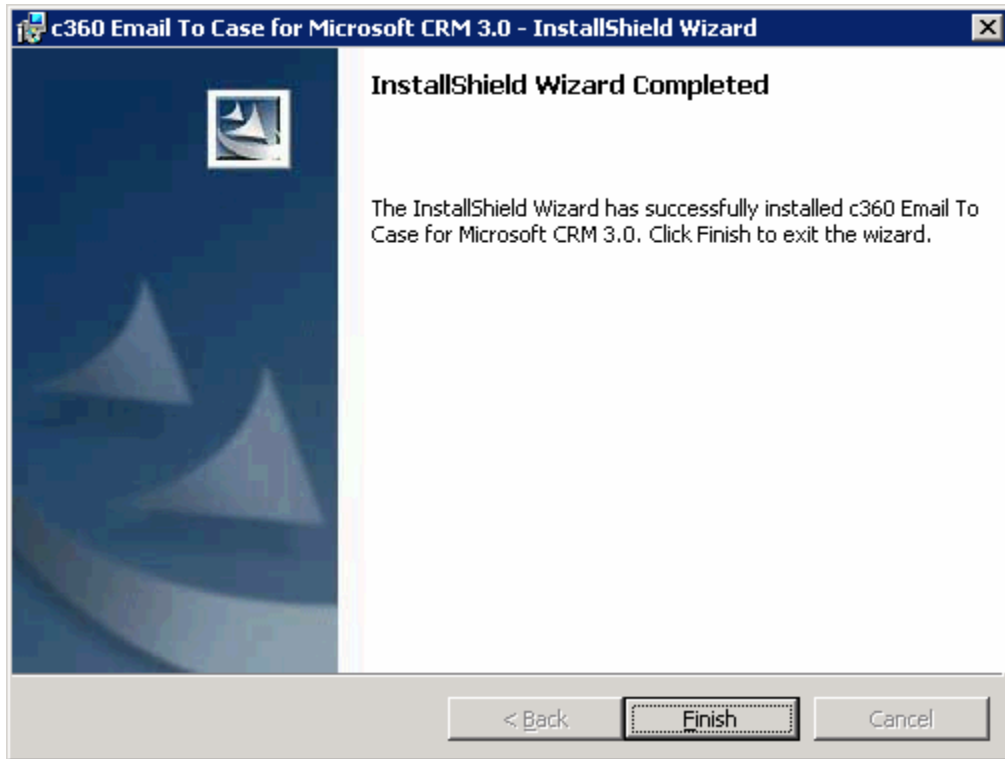 c360 Email To Case for Microsoft CRM 3.0 - InstallShield Wizard
InstallShield Wizard Completed
The InstallShield Wizard has successfully installed c360 Email To
Case for Microsoft CRM 3.0. Click Finish to exit the wizard.
< Back
Finish
Cancel